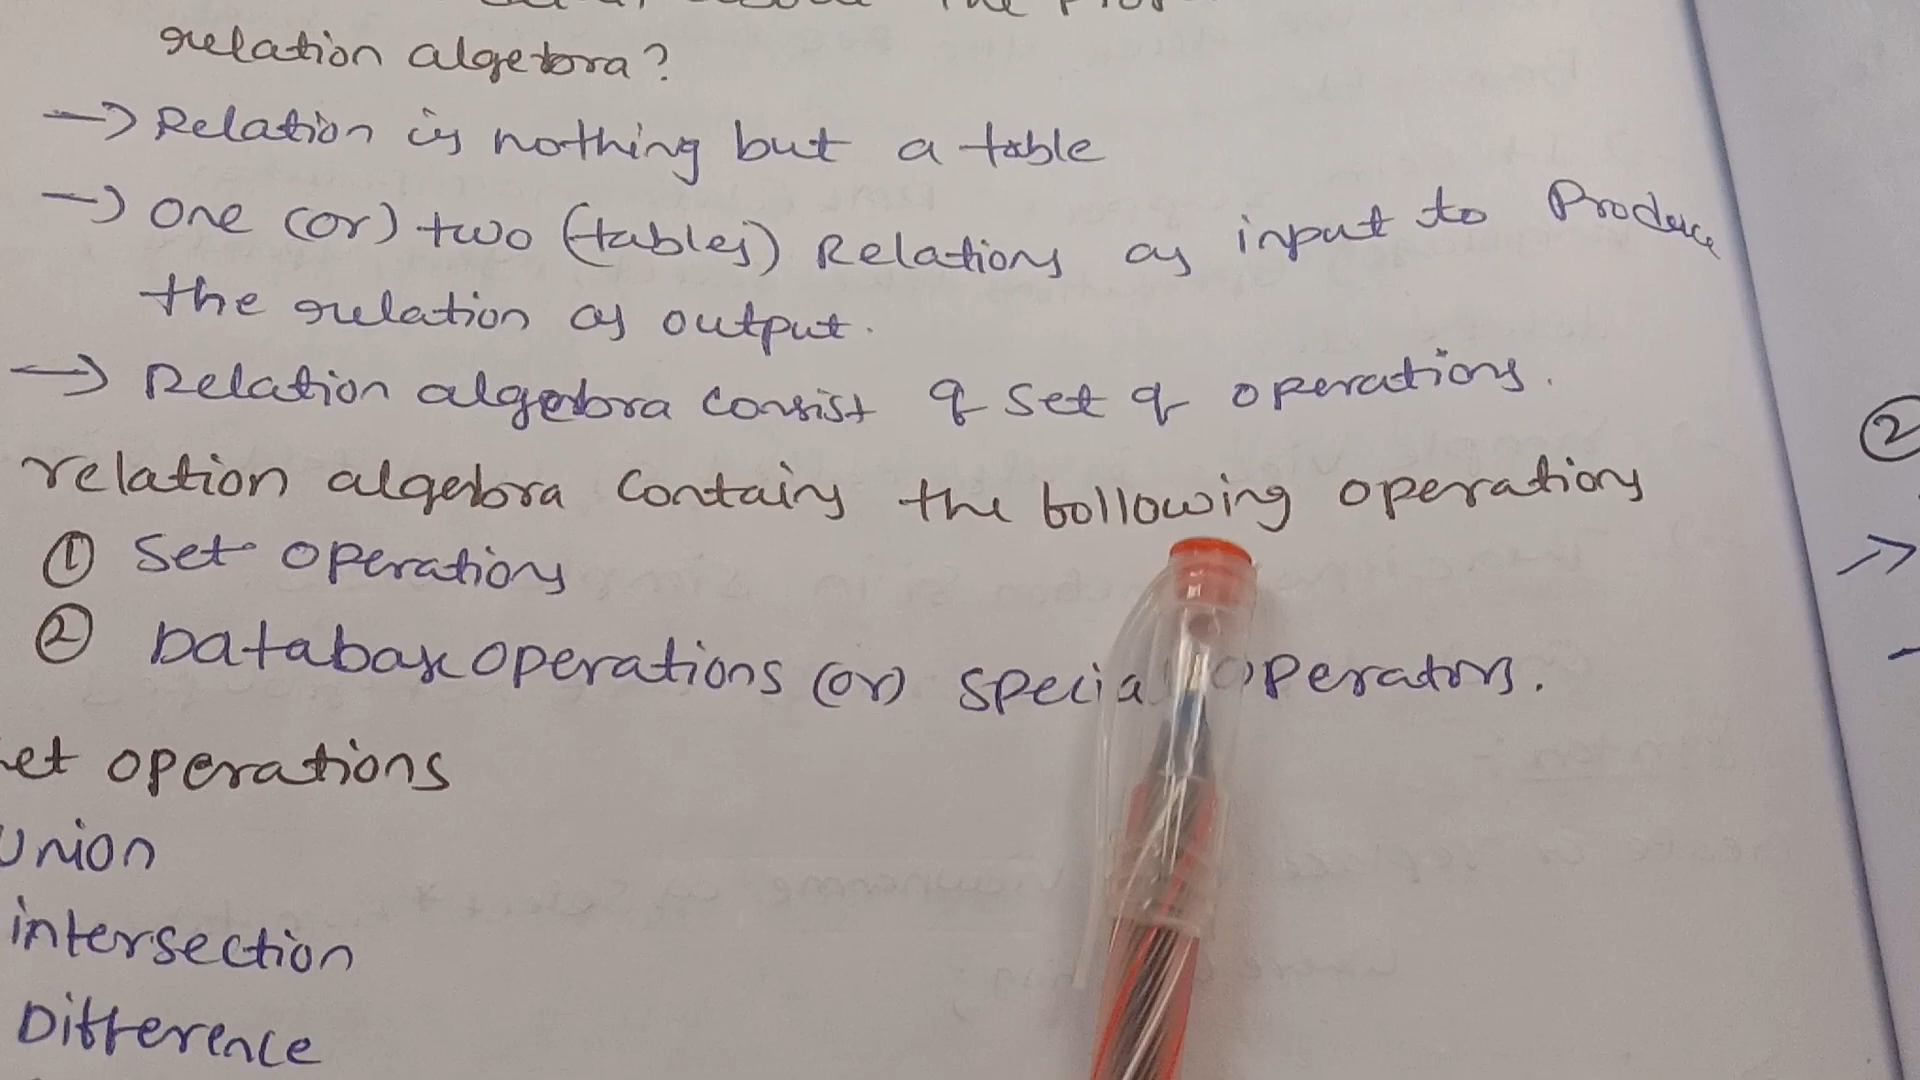 relation algebra?
→ Relation is nothing but a table
→ one (or) two (tables) Relations as input to Produce
the relation as output.
→ Relation algebra consist of set of operations.
relation algebra contains the following operations
① Set operations
② Database operations (or) special operators.
operations
Union
intersection
Difference
②